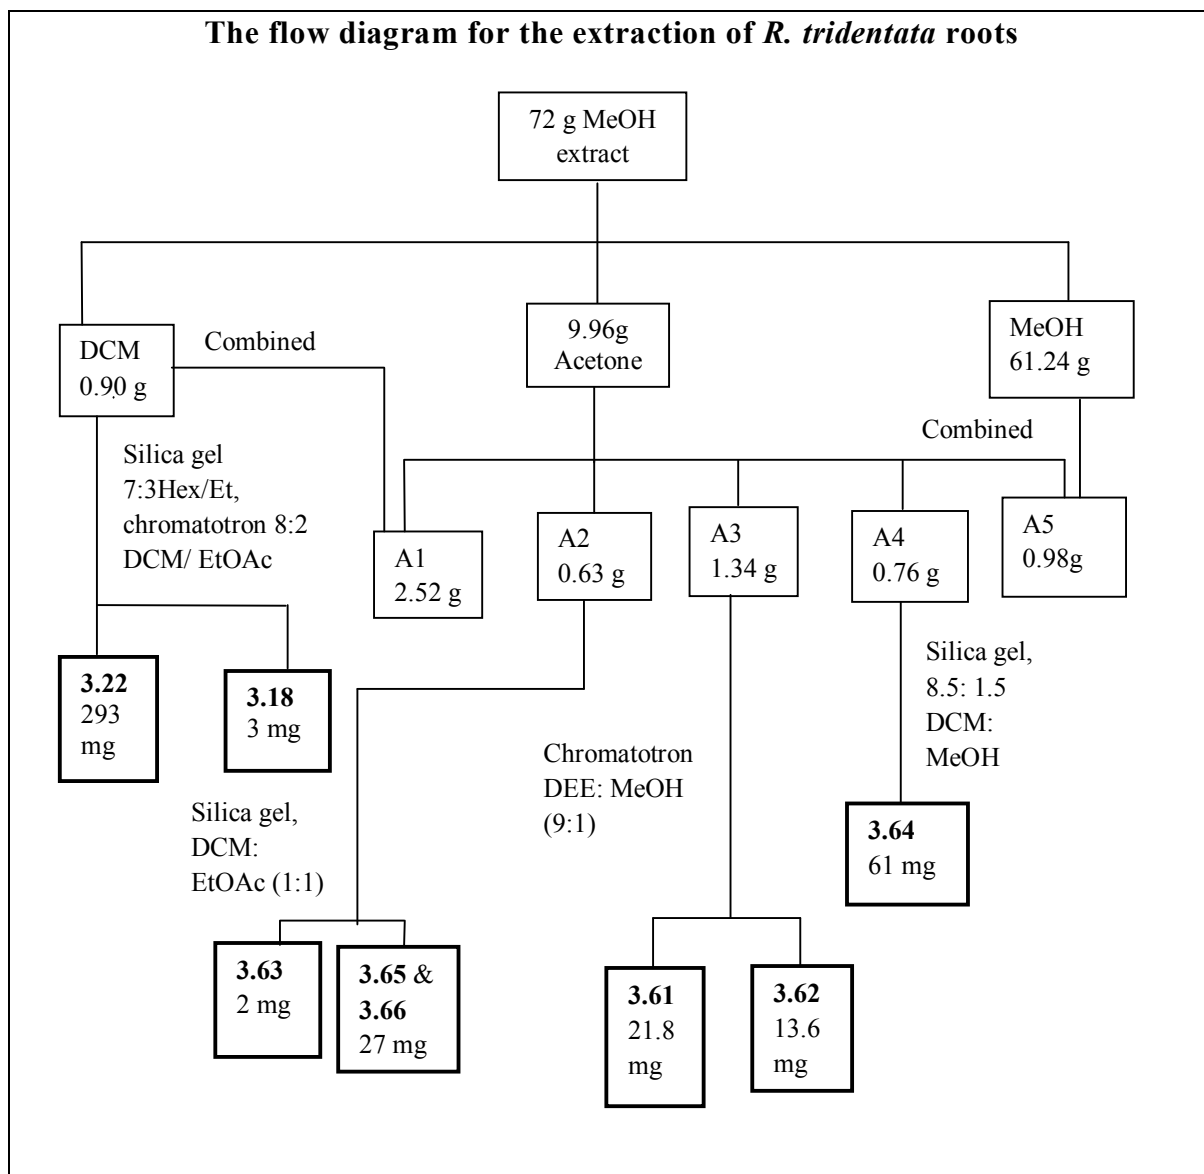 The flow diagram for the extraction of R. tridentata roots
72 g MeOH
extract
DCM
0.90 g
Combined
9.96g
Acetone
MeOH
61.24 g
Combined
Silica gel
7:3Hex/Et,
chromatotron 8:2
DCM/ EtOAc
A1
2.52 g
A2
0.63 g
A3
1.34 g
A4
0.76 g
A5
0.98g
3.22
293
mg
3.18
3 mg
Silica gel,
DCM:
EtOAc (1:1)
Chromatotron
DEE: MeOH
(9:1)
Silica gel,
8.5: 1.5
DCM:
MeOH
3.64
61 mg
3.63
2 mg
3.65 &
3.66
27 mg
3.61
21.8
mg
3.62
13.6
mg